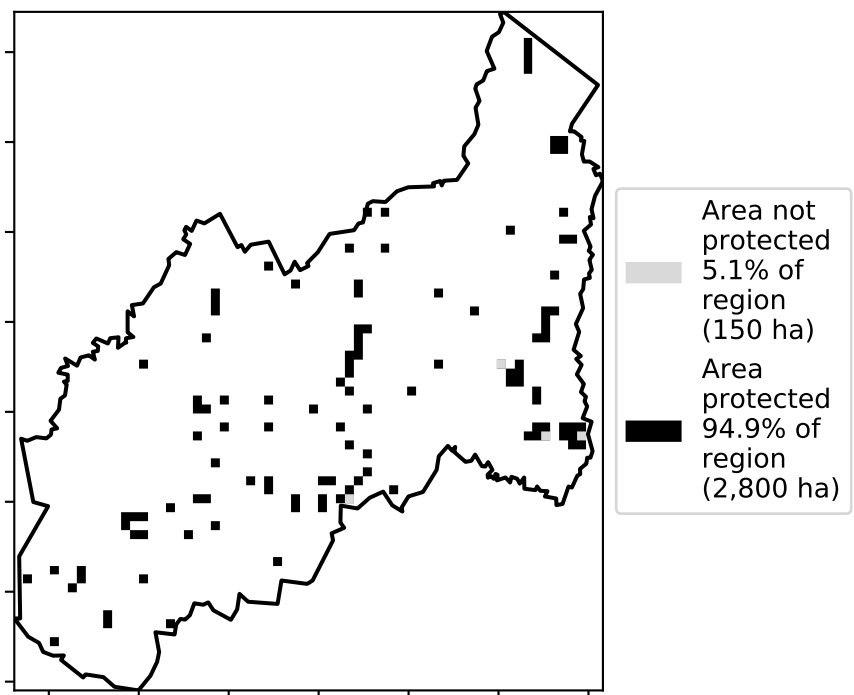 Area not
protected
5.1% of
region
(150 ha)
Area
protected
94.9% of
region
(2,800 ha)